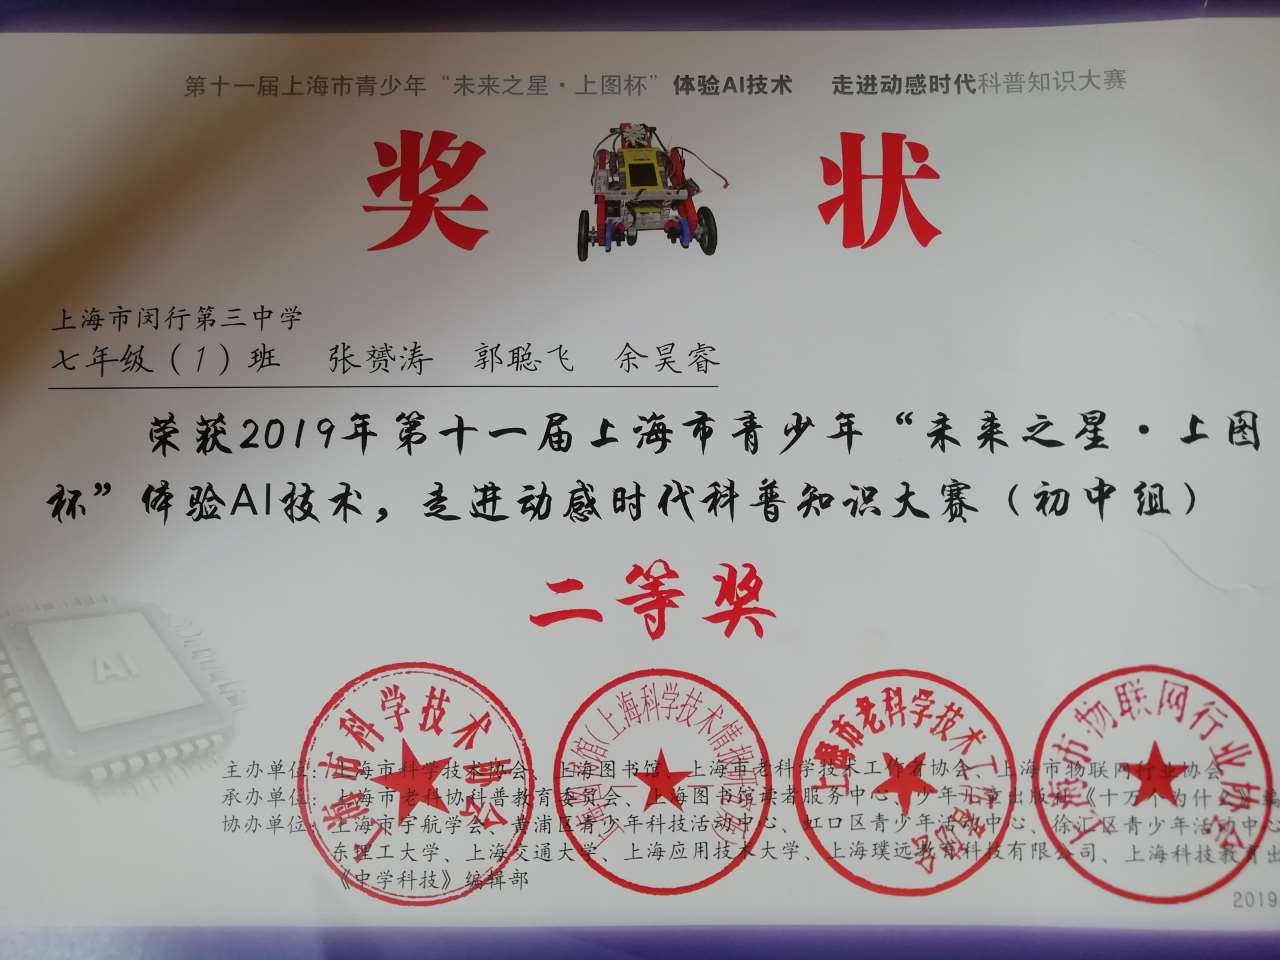 第十一届上海市青少年“未来之星·上图杯”体验AI技术 走进动感时代科普知识大赛
奖 状
上海市闵行第三中学
七年级（1）班 张赟涛 郭聪飞 余昊睿
荣获2019年第十一届上海市青少年“未来之星·上图
杯”体验AI技术，走进动感时代科普知识大赛（初中组）
二等奖
AI
上海市科学技术协会
上海图书馆（上海科学技术情报研究所）
上海市老科学技术工作者协会
上海市物联网行业协会
主办单位：上海市科学技术协会、上海图书馆、上海市老科学技术工作者协会、上海市物联网行业协会
承办单位：上海市老科协科普教育委员会、上海图书馆读者服务中心、少年儿童出版社《十万个为什么》
协办单位：上海市宇航学会、黄浦区青少年科技活动中心、虹口区青少年活动中心、徐汇区青少年活动中心
东理工大学、上海交通大学、上海应用技术大学、上海璞远教育科技有限公司、上海科技教育出
《中学科技》编辑部
2019